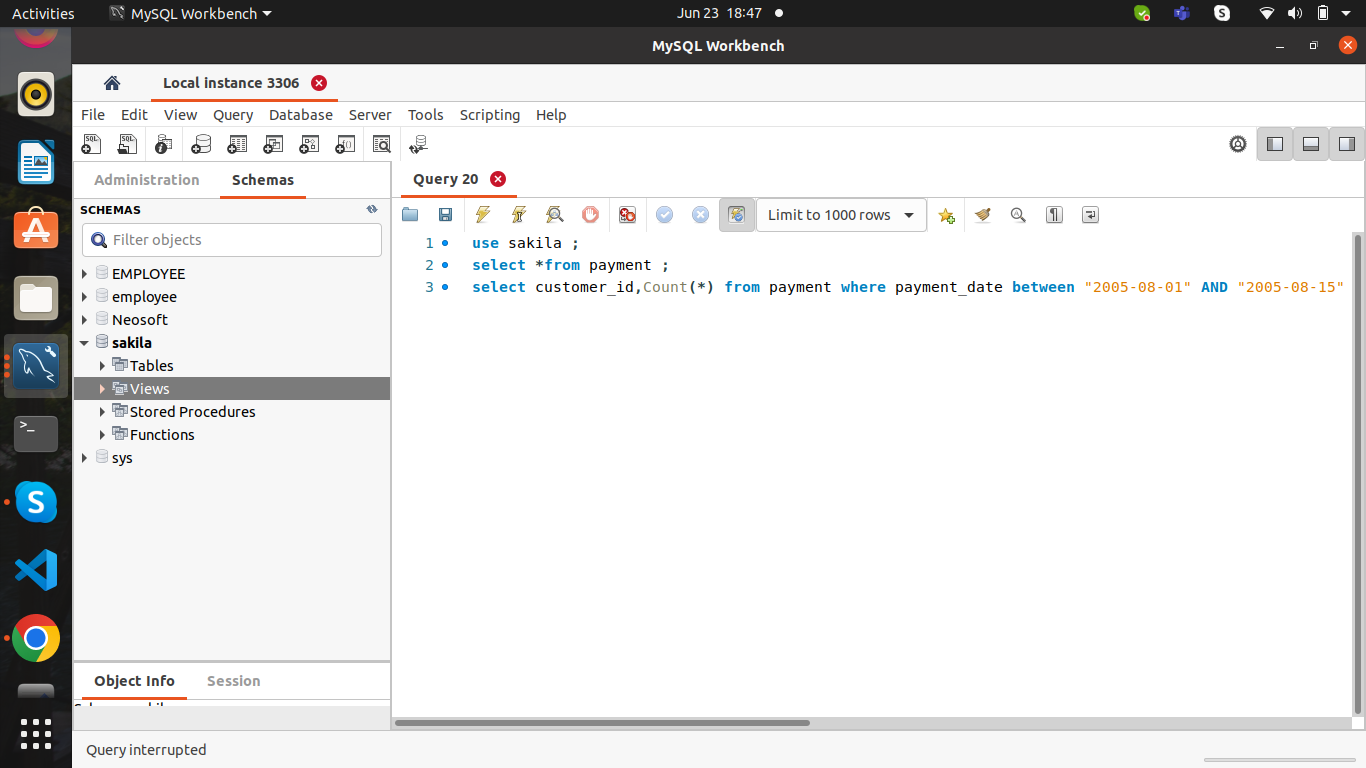 Activities MySQL Workbench Jun 23 18:47
MySQL Workbench
Local instance 3306
File Edit View Query Database Server Tools Scripting Help
Administration Schemas
Query 20
SCHEMAS
Filter objects
Limit to 1000 rows
EMPLOYEE
employee
Neosoft
sakila
Tables
Views
Stored Procedures
Functions
sys
1 use sakila ;
2 select *from payment ;
3 select customer_id,Count(*) from payment where payment_date between "2005-08-01" AND "2005-08-15"
Object Info Session
Query interrupted